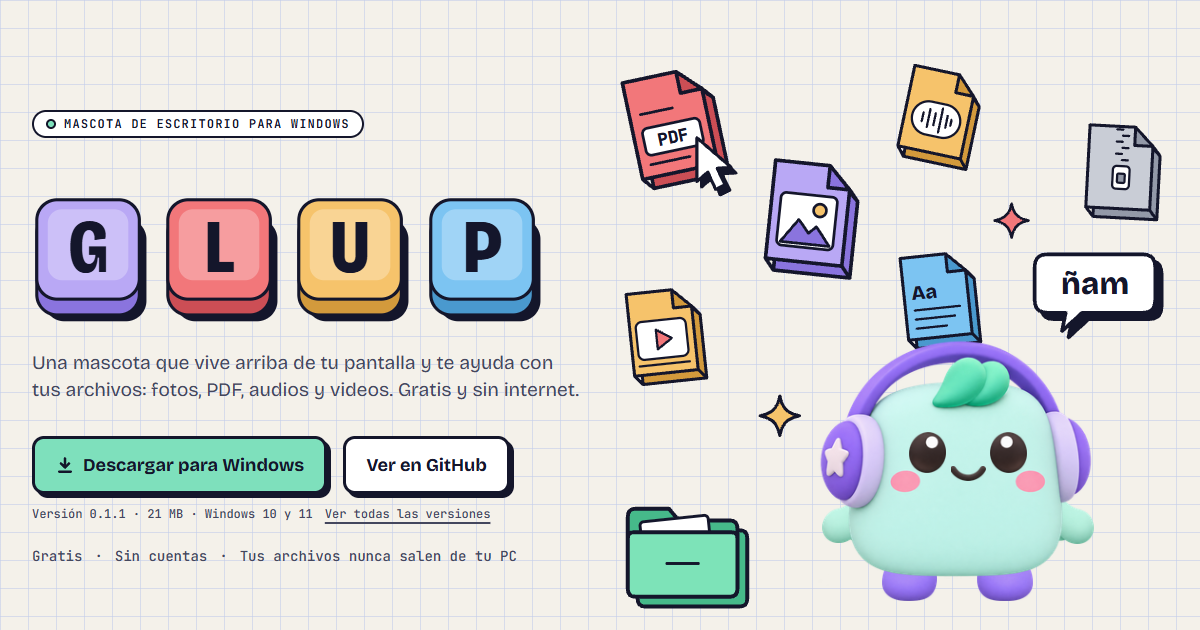 MASCOTA DE ESCRITORIO PARA WINDOWS
G L U P
Una mascota que vive arriba de tu pantalla y te ayuda con
tus archivos: fotos, PDF, audios y videos. Gratis y sin internet.
Descargar para Windows
Ver en GitHub
Versión 0.1.1 · 21 MB · Windows 10 y 11 Ver todas las versiones
Gratis · Sin cuentas · Tus archivos nunca salen de tu PC
PDF
Aa
ñam